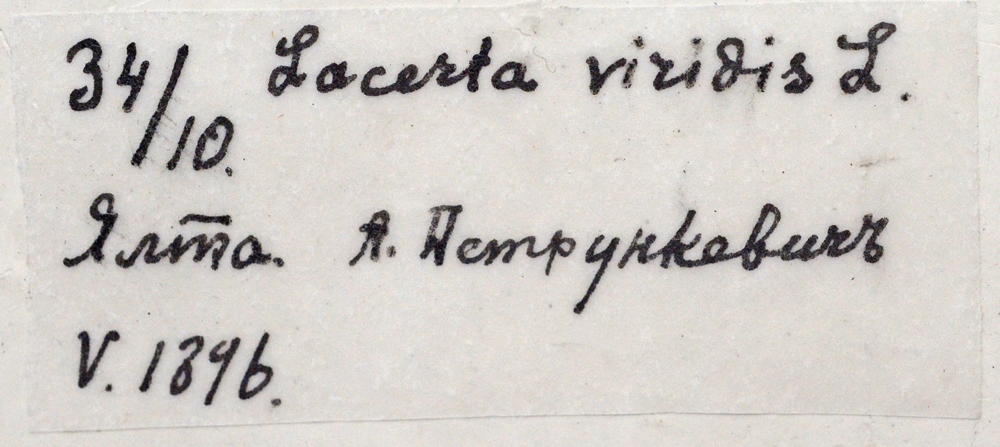 34/10. Lacerta viridis L.
Ялта. А. Петрункевичъ
V. 1896.